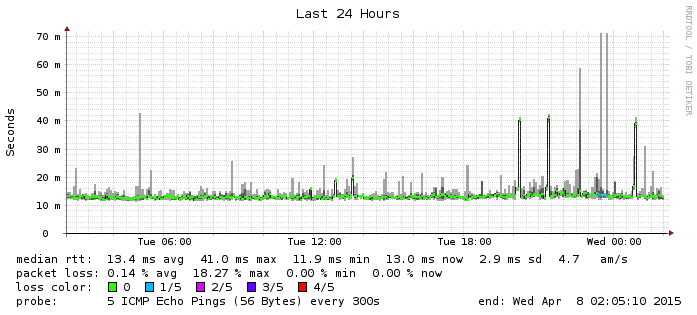 Last 24 Hours
RRDTOOL / TOBI OETIKER
Seconds
70 m
60 m
50 m
40 m
30 m
20 m
10 m
0
Tue 06:00 Tue 12:00 Tue 18:00 Wed 00:00
median rtt: 13.4 ms avg 41.0 ms max 11.9 ms min 13.0 ms now 2.9 ms sd 4.7 am/s
packet loss: 0.14 % avg 18.27 % max 0.00 % min 0.00 % now
loss color: 0 1/5 2/5 3/5 4/5
probe: 5 ICMP Echo Pings (56 Bytes) every 300s end: Wed Apr 8 02:05:10 2015